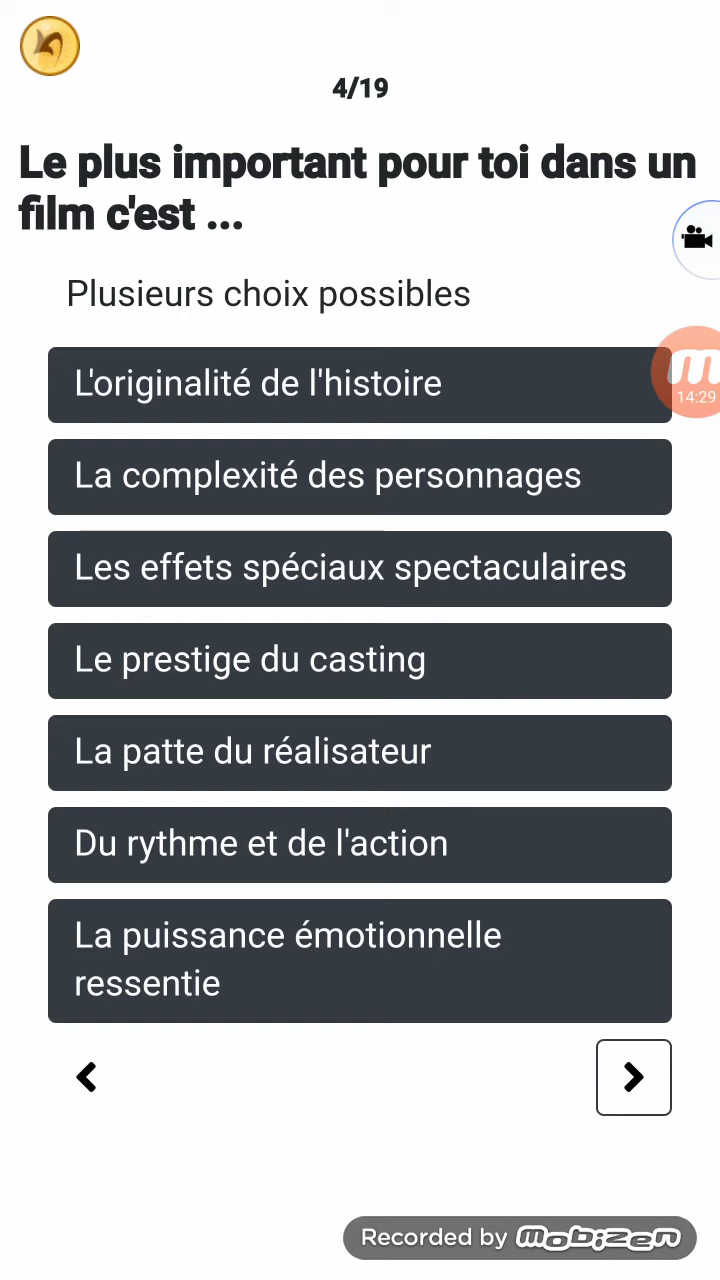 4/19
Le plus important pour toi dans un
film c'est ...
Plusieurs choix possibles
L'originalité de l'histoire
14:29
La complexité des personnages
Les effets spéciaux spectaculaires
Le prestige du casting
La patte du réalisateur
Du rythme et de l'action
La puissance émotionnelle
ressentie
Recorded by mobizen